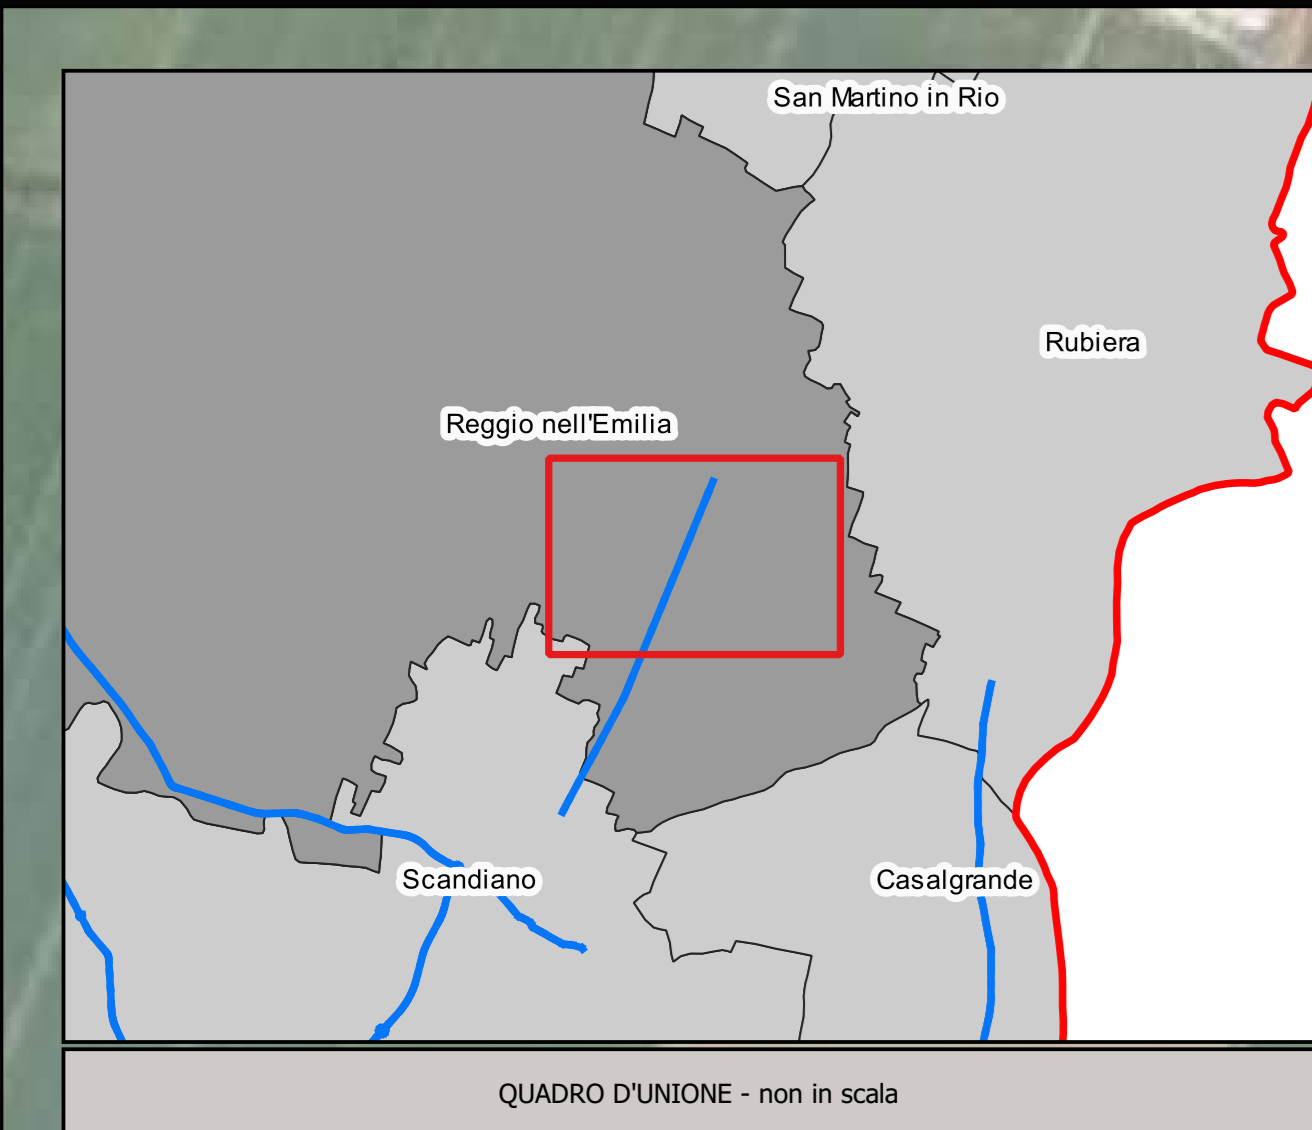 San Martino in Rio
Rubiera
Reggio nell'Emilia
Scandiano
Casalgrande
QUADRO D'UNIONE - non in scala